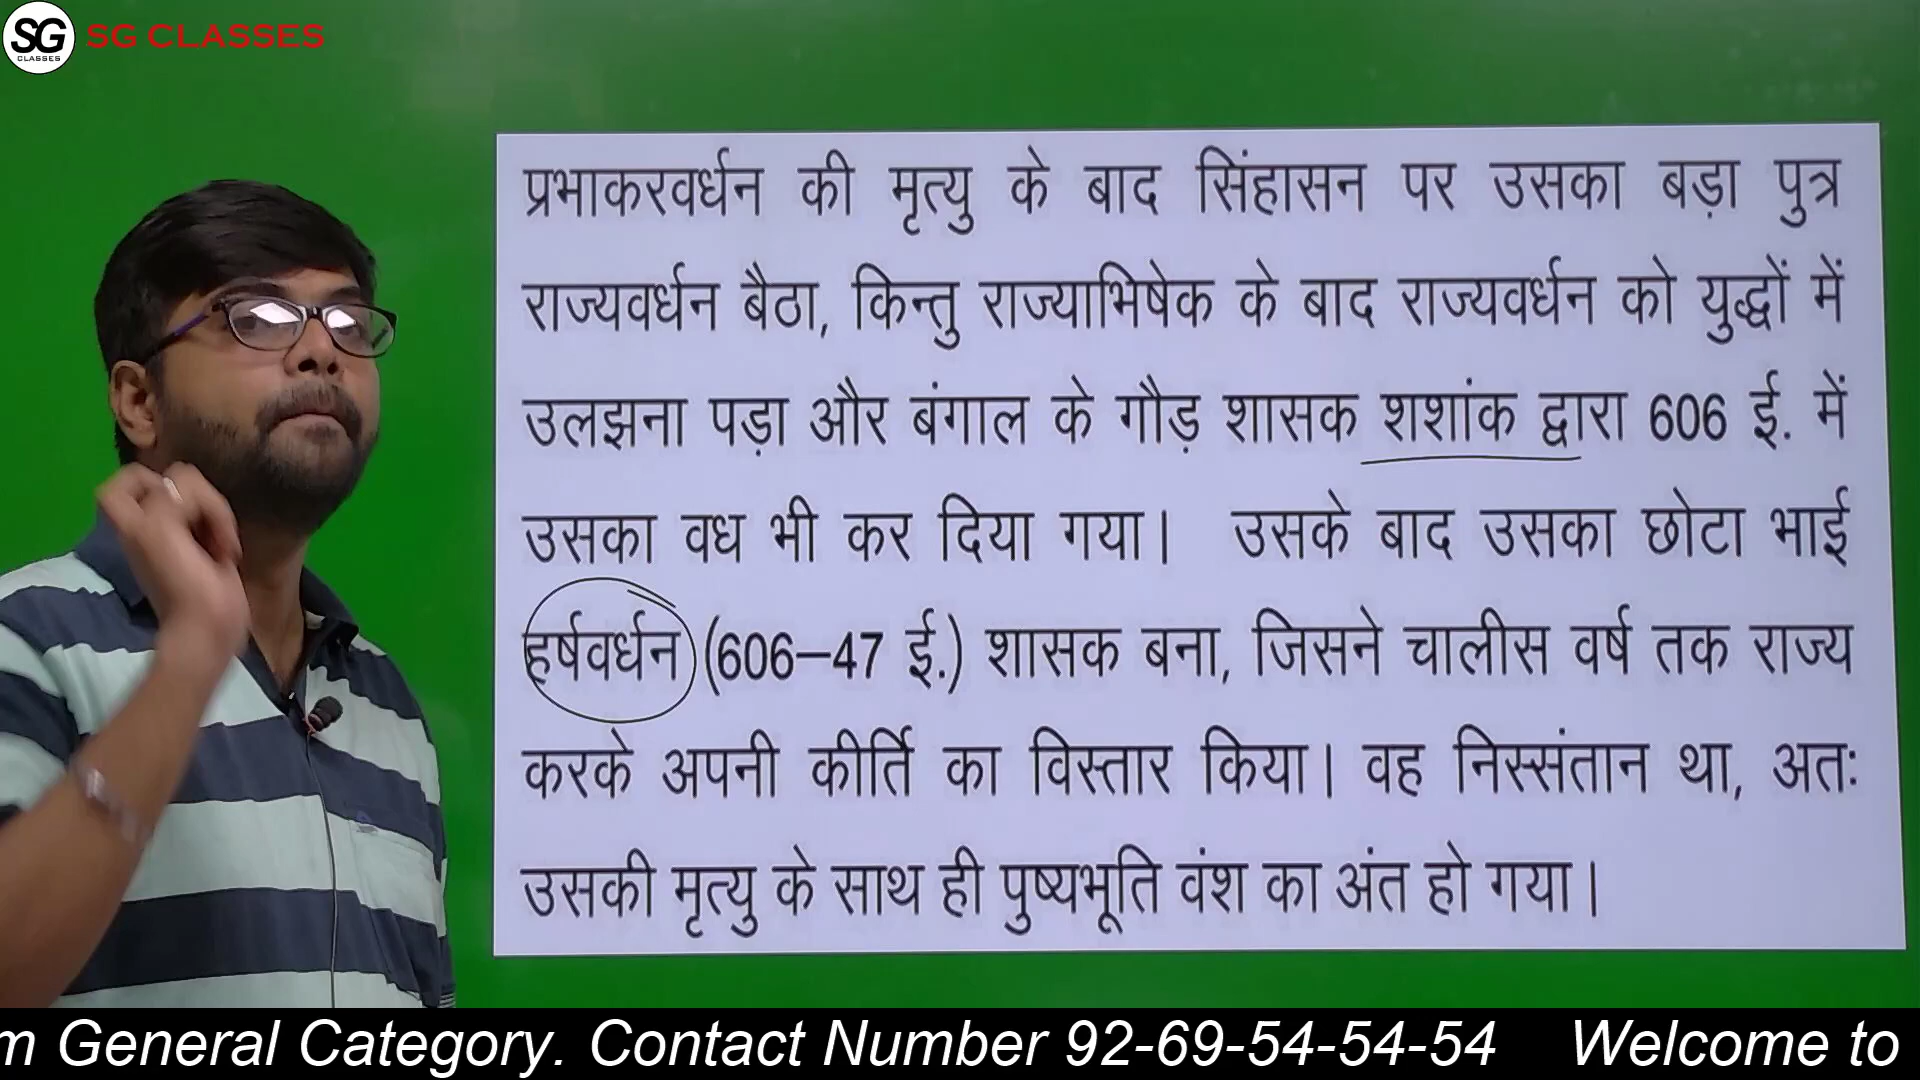 SG
CLASSES
SG CLASSES
प्रभाकरवर्धन की मृत्यु के बाद सिंहासन पर उसका बड़ा पुत्र
राज्यवर्धन बैठा, किन्तु राज्याभिषेक के बाद राज्यवर्धन को युद्धों में
उलझना पड़ा और बंगाल के गौड़ शासक शशांक द्वारा 606 ई. में
उसका वध भी कर दिया गया। उसके बाद उसका छोटा भाई
हर्षवर्धन (606–47 ई.) शासक बना, जिसने चालीस वर्ष तक राज्य
करके अपनी कीर्ति का विस्तार किया। वह निस्संतान था, अतः
उसकी मृत्यु के साथ ही पुष्यभूति वंश का अंत हो गया।
m General Category. Contact Number 92-69-54-54-54 Welcome to